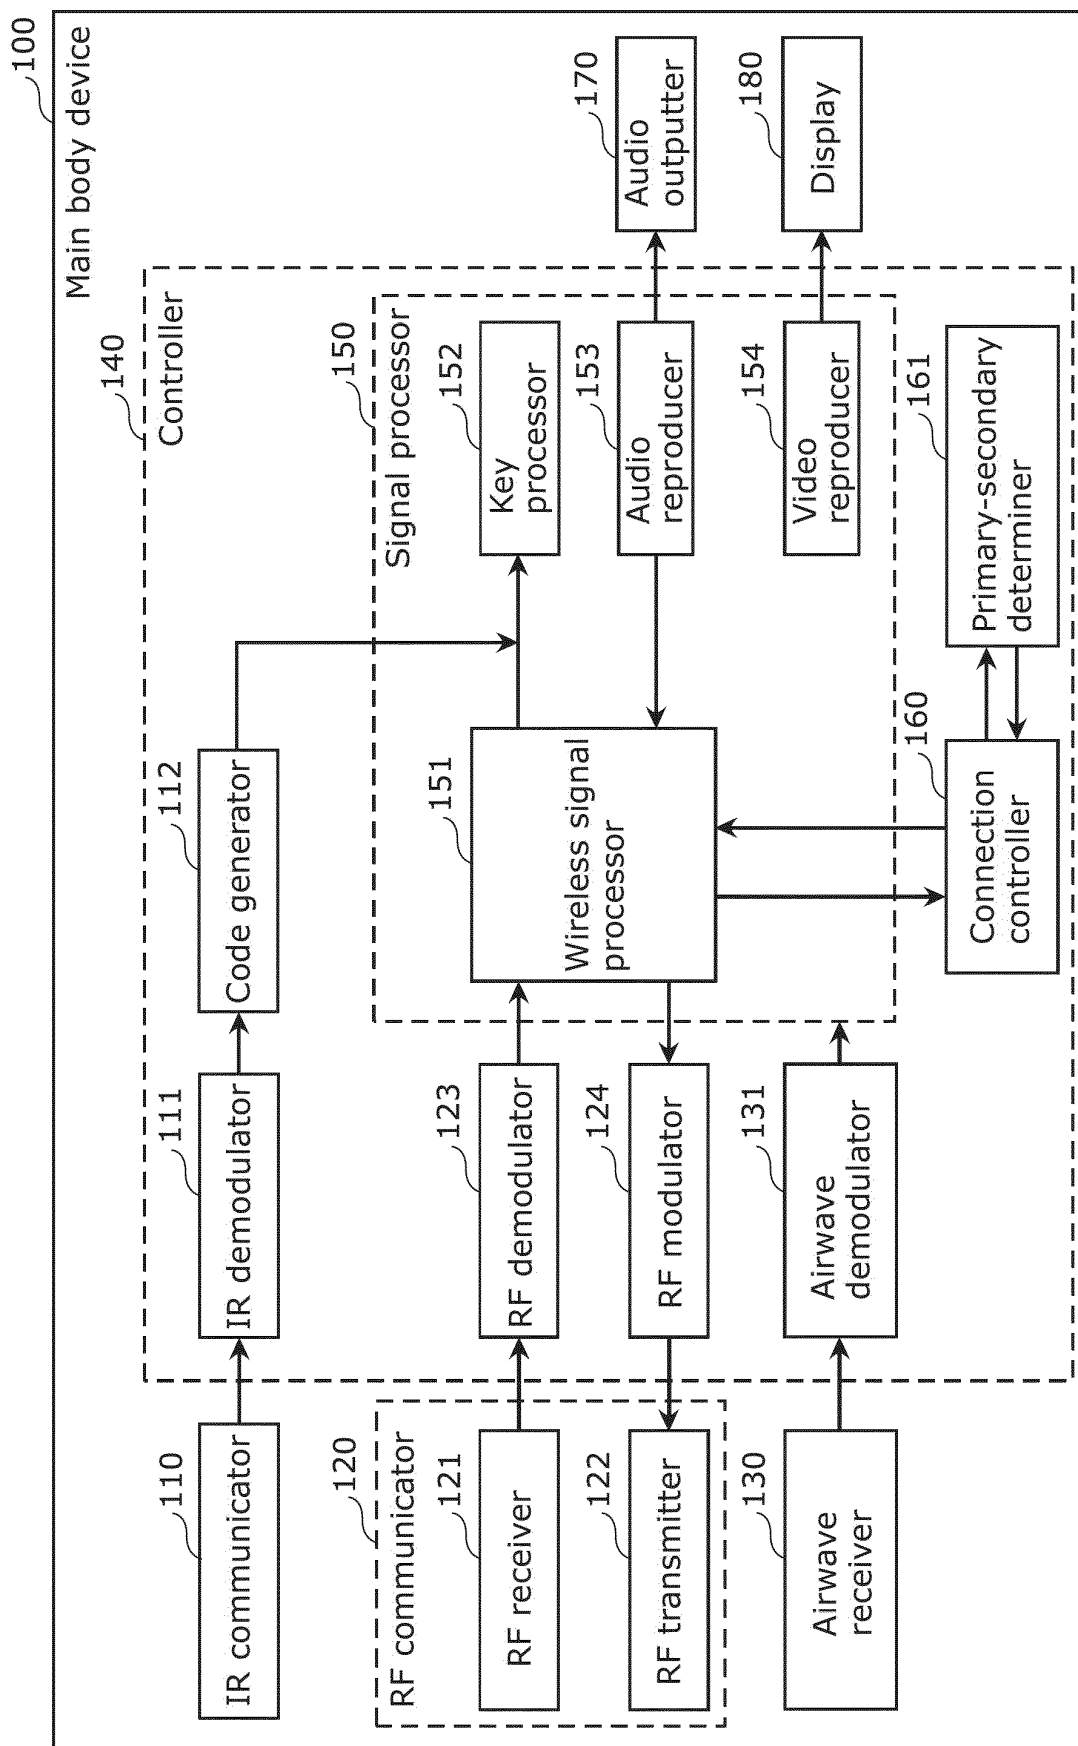 100
Main body device
140
Controller
110
IR communicator
111
IR demodulator
112
Code generator
120
RF communicator
121
RF receiver
122
RF transmitter
123
RF demodulator
124
RF modulator
130
Airwave
receiver
131
Airwave
demodulator
150
Signal processor
151
Wireless signal
processor
152
Key
processor
153
Audio
reproducer
154
Video
reproducer
160
Connection
controller
161
Primary-secondary
determiner
170
Audio
outputter
180
Display